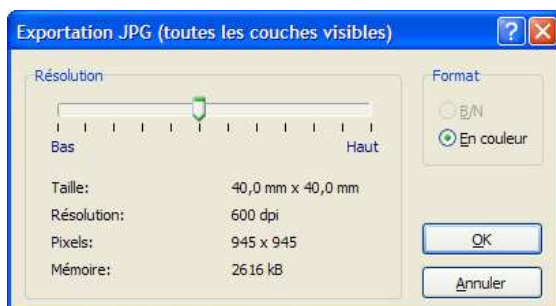 Exportation JPG (toutes les couches visibles)
Résolution
Bas
Haut
Taille: 40,0 mm x 40,0 mm
Résolution: 600 dpi
Pixels: 945 x 945
Mémoire: 2616 kB
Format
B/N
En couleur
OK
Annuler